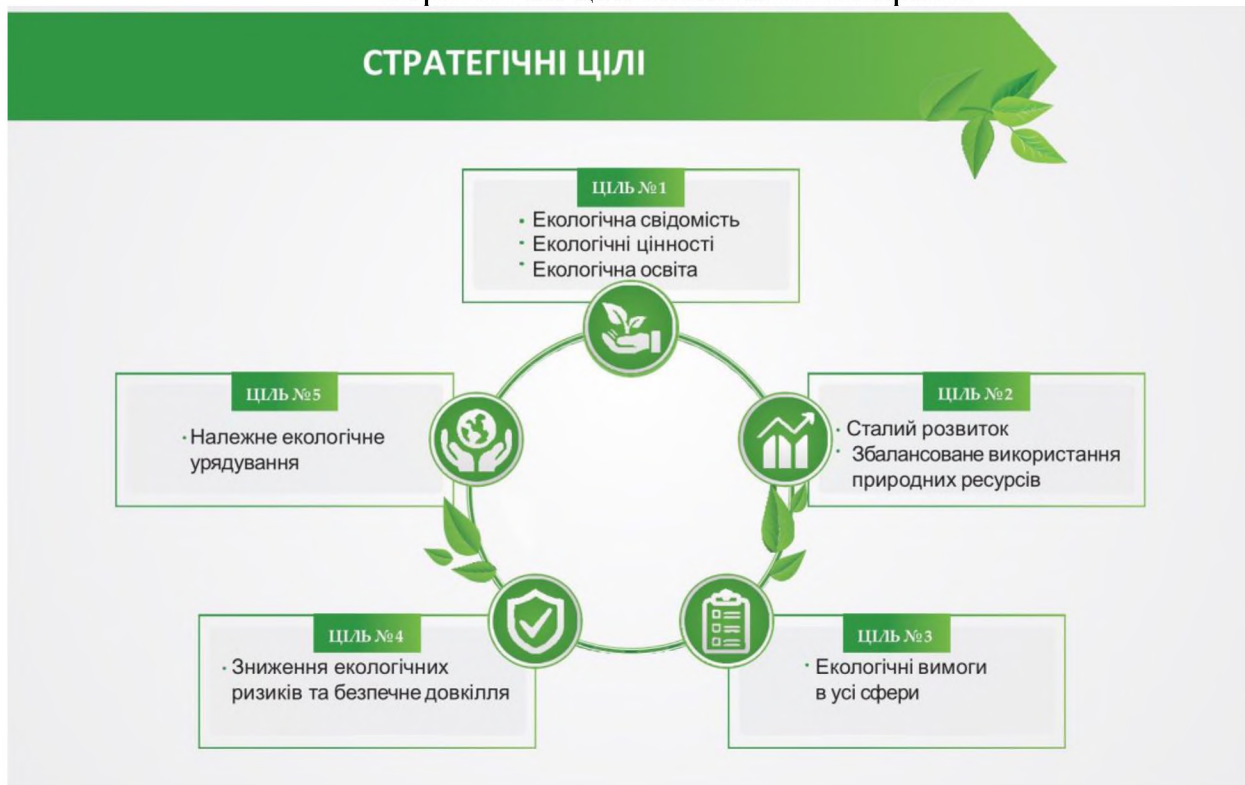 СТРАТЕГІЧНІ ЦІЛІ
ЦІЛЬ №1
• Екологічна свідомість
• Екологічні цінності
• Екологічна освіта
ЦІЛЬ №2
• Сталий розвиток
• Збалансоване використання
природних ресурсів
ЦІЛЬ №3
• Екологічні вимоги
в усі сфери
ЦІЛЬ №4
• Зниження екологічних
ризиків та безпечне довкілля
ЦІЛЬ №5
• Належне екологічне
урядування